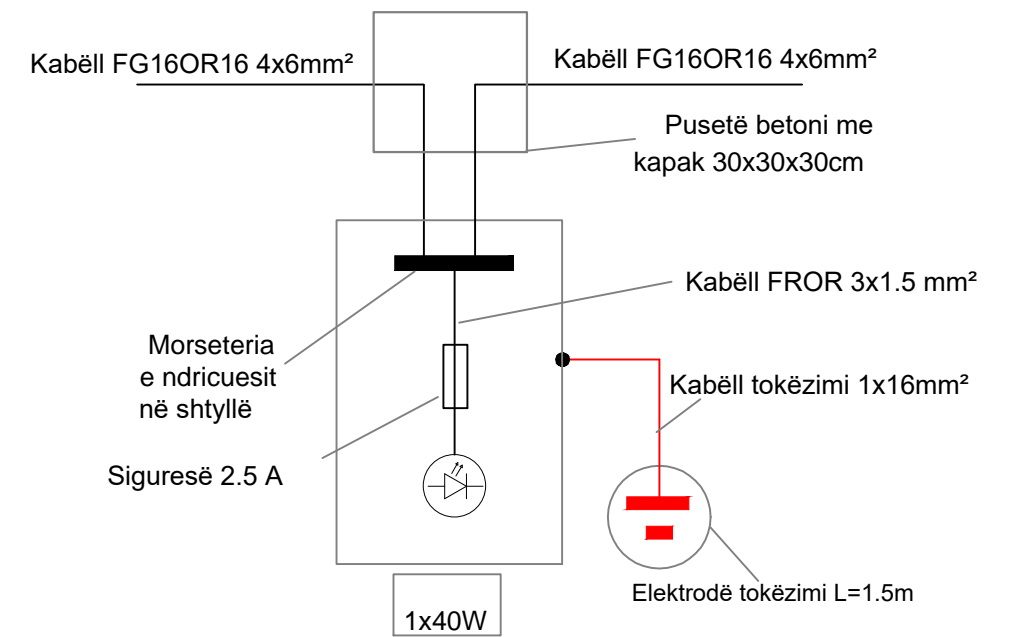 Kabëll FG16OR16 4x6mm²
Kabëll FG16OR16 4x6mm²
Pusetë betoni me
kapak 30x30x30cm
Kabëll FROR 3x1.5 mm²
Morseteria
e ndricuesit
në shtyllë
Kabëll tokëzimi 1x16mm²
Siguresë 2.5 A
Elektrodë tokëzimi L=1.5m
1x40W